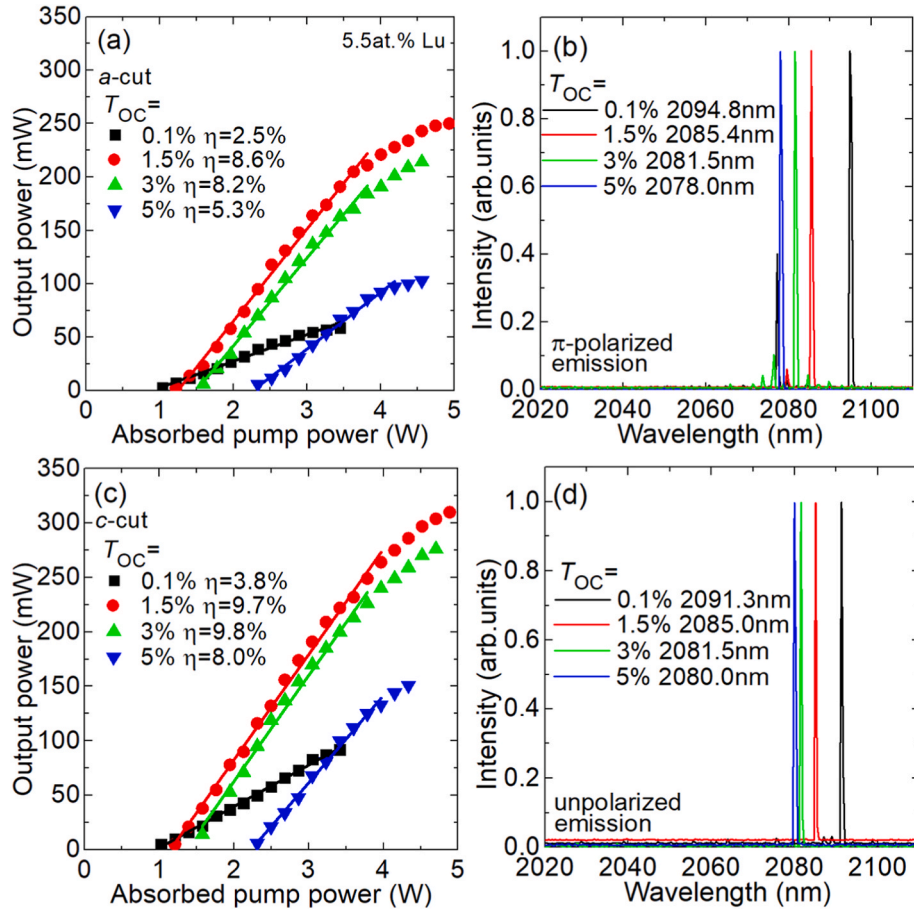 (a)
5.5at.% Lu
a-cut
T_OC=
0.1% η=2.5%
1.5% η=8.6%
3% η=8.2%
5% η=5.3%
350
300
250
200
150
100
50
0
Output power (mW)
0 1 2 3 4 5
Absorbed pump power (W)
(b)
T_OC=
0.1% 2094.8nm
1.5% 2085.4nm
3% 2081.5nm
5% 2078.0nm
π-polarized
emission
1.0
0.8
0.6
0.4
0.2
0.0
Intensity (arb.units)
2020 2040 2060 2080 2100
Wavelength (nm)
(c)
c-cut
T_OC=
0.1% η=3.8%
1.5% η=9.7%
3% η=9.8%
5% η=8.0%
350
300
250
200
150
100
50
0
Output power (mW)
0 1 2 3 4 5
Absorbed pump power (W)
(d)
T_OC=
0.1% 2091.3nm
1.5% 2085.0nm
3% 2081.5nm
5% 2080.0nm
unpolarized
emission
1.0
0.8
0.6
0.4
0.2
0.0
Intensity (arb.units)
2020 2040 2060 2080 2100
Wavelength (nm)